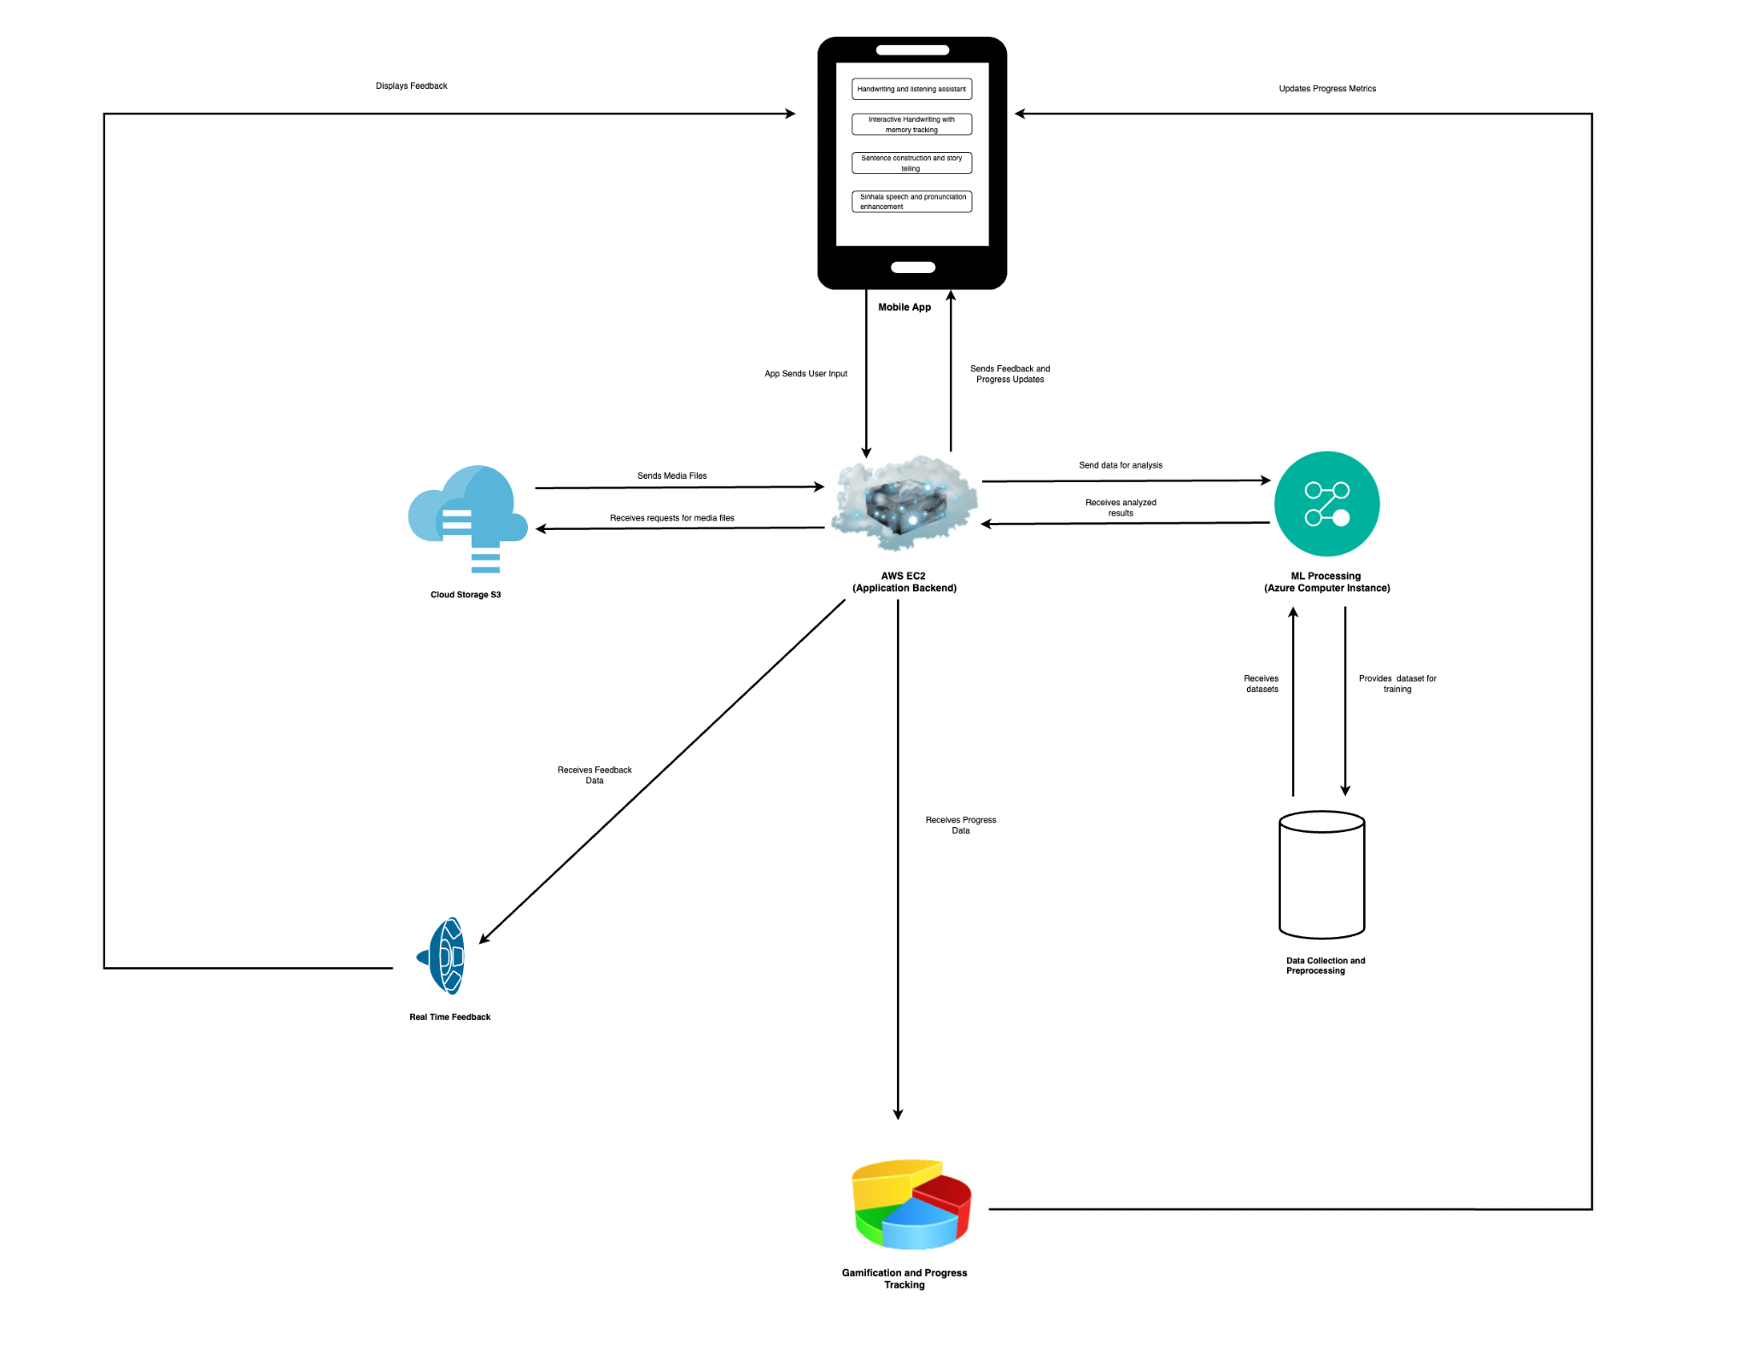 Displays Feedback
Updates Progress Metrics
Handwriting and listening assistant
Interactive Handwriting with
memory tracking
Sentence construction and story
telling
Sinhala speech and pronunciation
enhancement
Mobile App
App Sends User Input
Sends Feedback and
Progress Updates
Sends Media Files
Receives requests for media files
Send data for analysis
Receives analyzed
results
Cloud Storage S3
AWS EC2
(Application Backend)
ML Processing
(Azure Computer Instance)
Receives
datasets
Provides dataset for
training
Receives Feedback
Data
Receives Progress
Data
Data Collection and
Preprocessing
Real Time Feedback
Gamification and Progress
Tracking